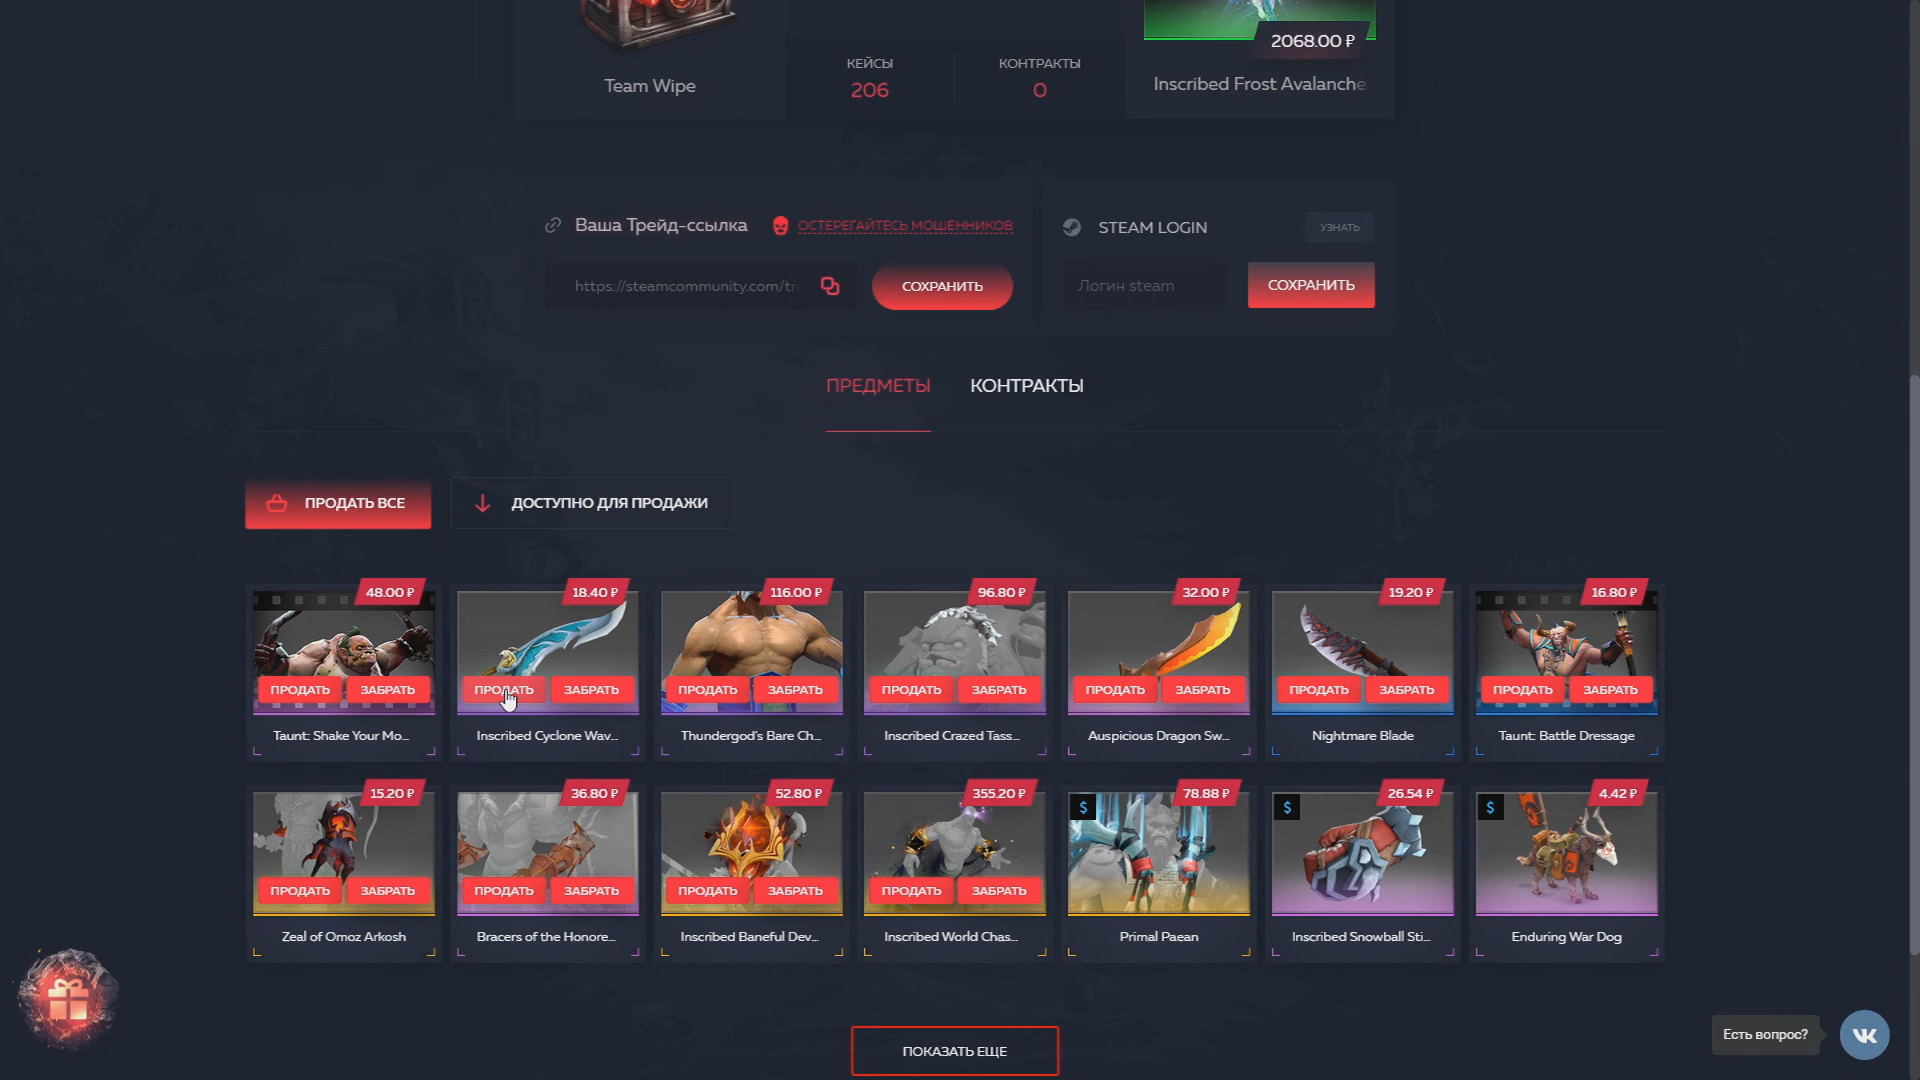 2068.00 ₽
Team Wipe
КЕЙСЫ
206
КОНТРАКТЫ
0
Inscribed Frost Avalanche
Ваша Трейд-ссылка
ОСТЕРЕГАЙТЕСЬ МОШЕННИКОВ
https://steamcommunity.com/tr
СОХРАНИТЬ
STEAM LOGIN
УЗНАТЬ
Логин steam
СОХРАНИТЬ
ПРЕДМЕТЫ КОНТРАКТЫ
ПРОДАТЬ ВСЕ ДОСТУПНО ДЛЯ ПРОДАЖИ
48.00 ₽ 18.40 ₽ 116.00 ₽ 96.80 ₽ 32.00 ₽ 19.20 ₽ 16.80 ₽
ПРОДАТЬ ЗАБРАТЬ ПРОДАТЬ ЗАБРАТЬ ПРОДАТЬ ЗАБРАТЬ ПРОДАТЬ ЗАБРАТЬ ПРОДАТЬ ЗАБРАТЬ ПРОДАТЬ ЗАБРАТЬ ПРОДАТЬ ЗАБРАТЬ
Taunt: Shake Your Mo... Inscribed Cyclone Wav... Thundergod's Bare Ch... Inscribed Crazed Tass... Auspicious Dragon Sw... Nightmare Blade Taunt: Battle Dressage
15.20 ₽ 36.80 ₽ 52.80 ₽ 355.20 ₽ $ 78.88 ₽ $ 26.54 ₽ $ 4.42 ₽
ПРОДАТЬ ЗАБРАТЬ ПРОДАТЬ ЗАБРАТЬ ПРОДАТЬ ЗАБРАТЬ ПРОДАТЬ ЗАБРАТЬ
Zeal of Omoz Arkosh Bracers of the Honore... Inscribed Baneful Dev... Inscribed World Chas... Primal Paean Inscribed Snowball Sti... Enduring War Dog
ПОКАЗАТЬ ЕЩЕ
Есть вопрос?